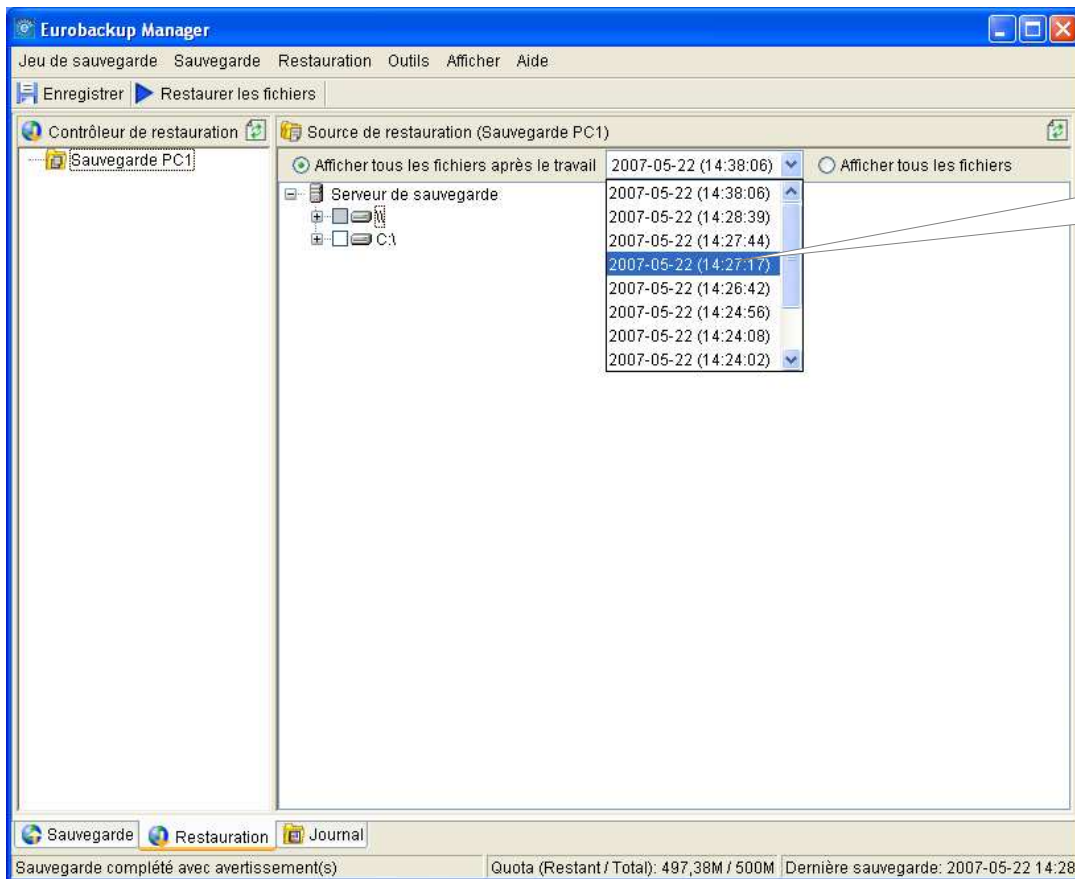 Eurobackup Manager
Jeu de sauvegarde Sauvegarde Restauration Outils Afficher Aide
Enregistrer Restaurer les fichiers
Contrôleur de restauration Source de restauration (Sauvegarde PC1)
Sauvegarde PC1 Afficher tous les fichiers après le travail 2007-05-22 (14:38:06) Afficher tous les fichiers
Serveur de sauvegarde
\\
C:\
2007-05-22 (14:38:06)
2007-05-22 (14:28:39)
2007-05-22 (14:27:44)
2007-05-22 (14:27:17)
2007-05-22 (14:26:42)
2007-05-22 (14:24:56)
2007-05-22 (14:24:08)
2007-05-22 (14:24:02)
Sauvegarde Restauration Journal
Sauvegarde complété avec avertissement(s) Quota (Restant / Total): 497,38M / 500M Dernière sauvegarde: 2007-05-22 14:28